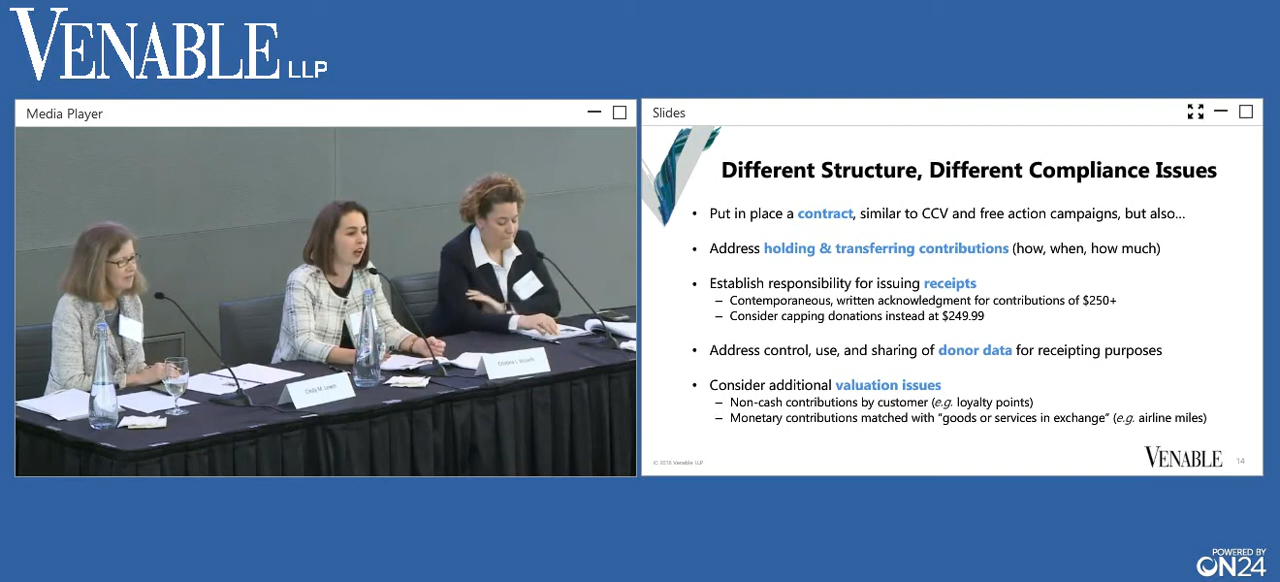 VENABLE LLP
Media Player
Slides
Different Structure, Different Compliance Issues
• Put in place a contract, similar to CCV and free action campaigns, but also...
• Address holding & transferring contributions (how, when, how much)
• Establish responsibility for issuing receipts
– Contemporaneous, written acknowledgment for contributions of $250+
– Consider capping donations instead at $249.99
• Address control, use, and sharing of donor data for receipting purposes
• Consider additional valuation issues
– Non-cash contributions by customer (e.g. loyalty points)
– Monetary contributions matched with “goods or services in exchange” (e.g. airline miles)
Cindy M.
© 2018 Venable LLP
VENABLE
14
POWERED BY
ON24